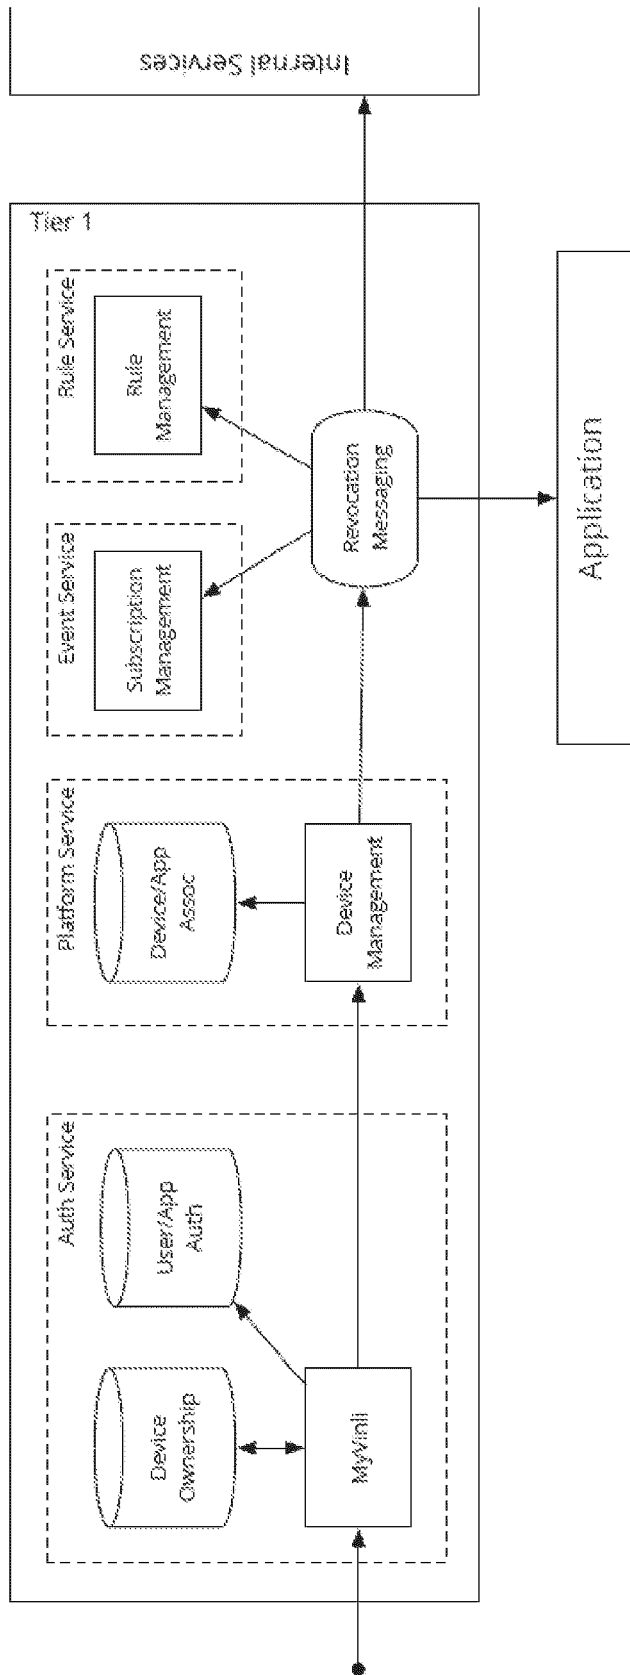 Internal Services
Tier 1
Rule Service
Rule
Management
Event Service
Subscription
Management
Revocation
Messaging
Application
Platform Service
Device/App
Assoc
Device
Management
Auth Service
User/App
Auth
Device
Ownership
MyVinli